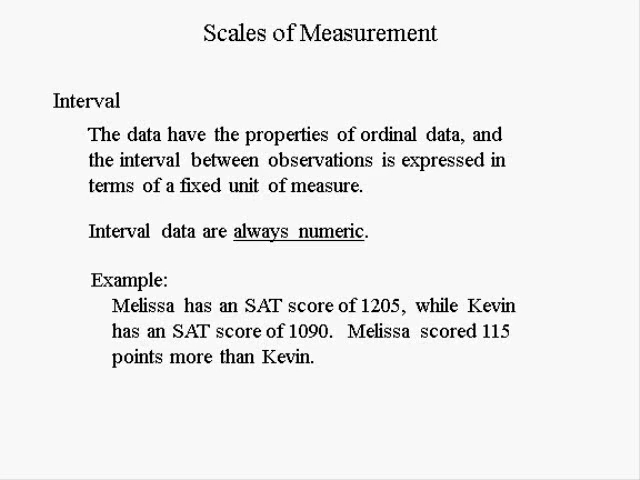 Scales of Measurement
Interval
The data have the properties of ordinal data, and
the interval between observations is expressed in
terms of a fixed unit of measure.
Interval data are always numeric.
Example:
Melissa has an SAT score of 1205, while Kevin
has an SAT score of 1090. Melissa scored 115
points more than Kevin.